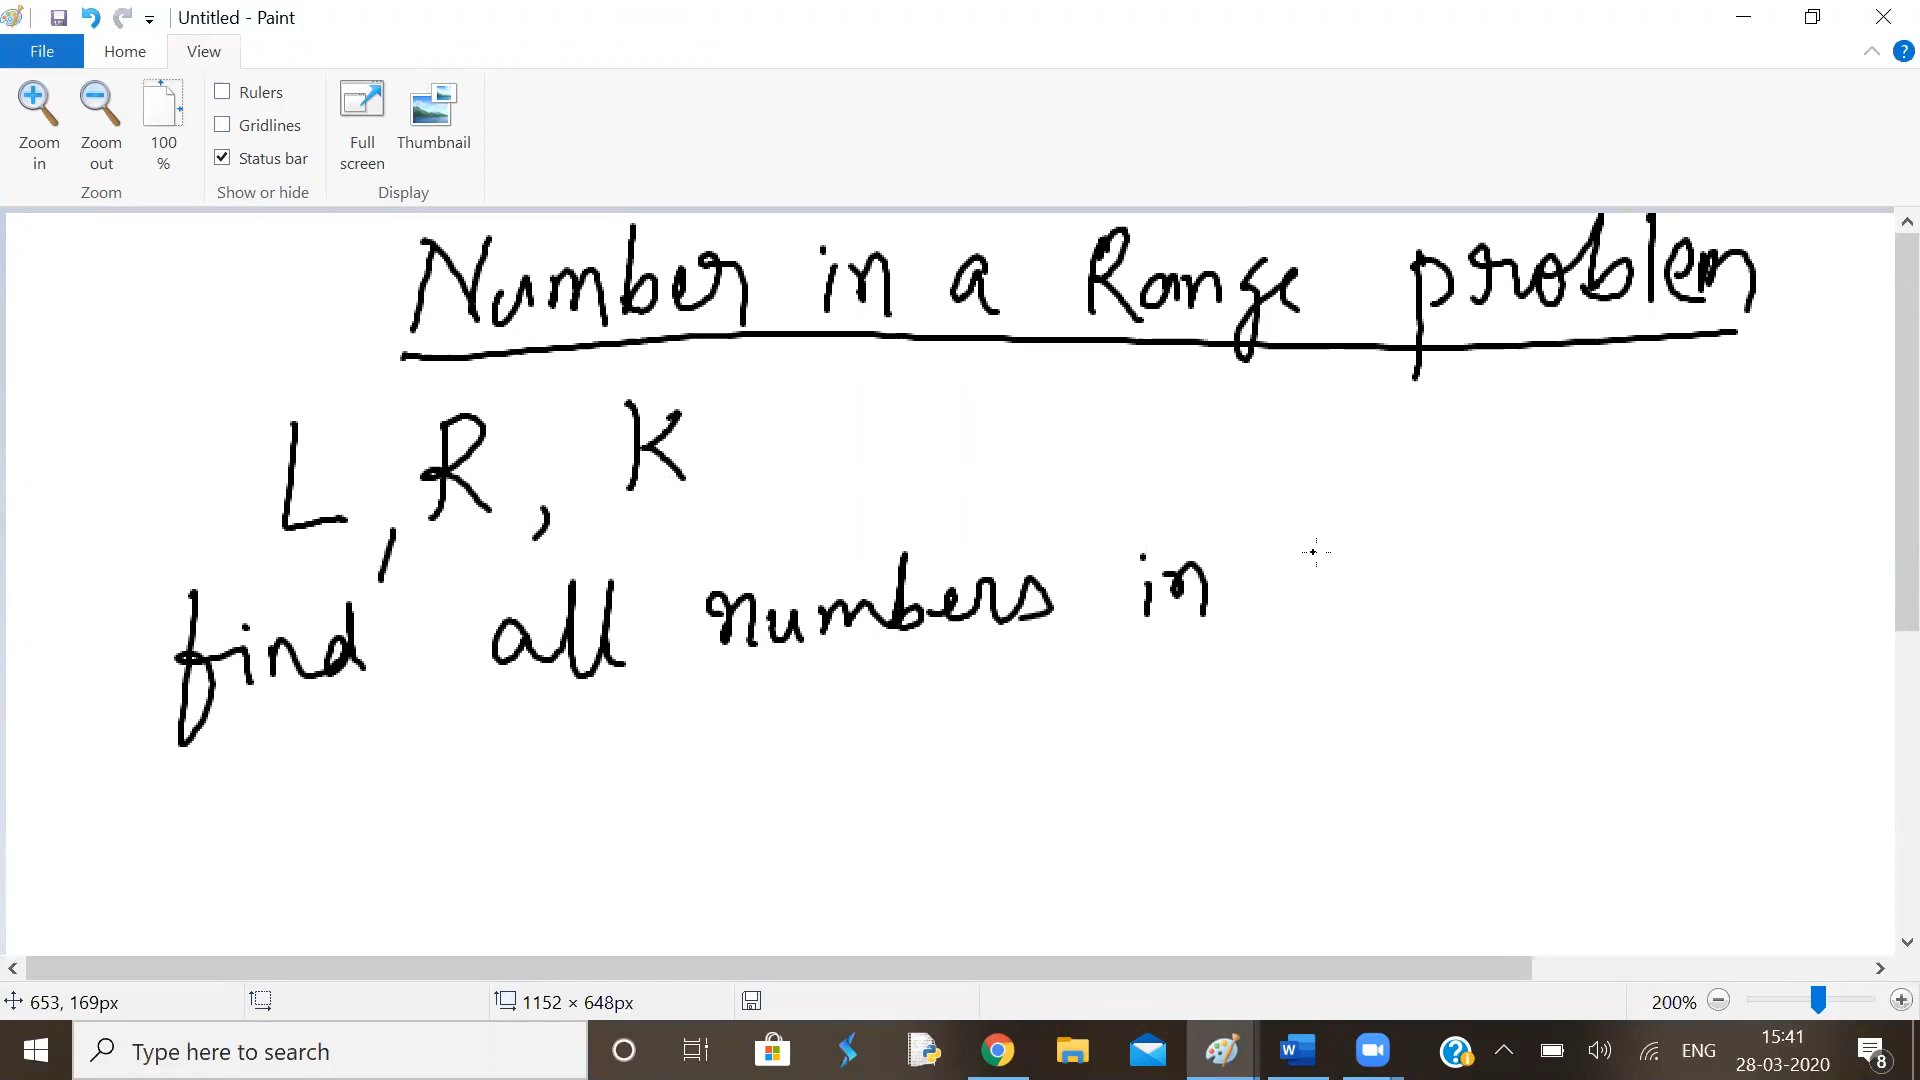 Untitled - Paint
File Home View
Zoom in
Zoom out
100 %
Rulers
Gridlines
Status bar
Full screen
Thumbnail
Zoom
Show or hide
Display
Number in a Range problem
L, R, K
find all numbers in
653, 169px
1152 × 648px
200%
Type here to search
W
ENG
15:41
28-03-2020
8